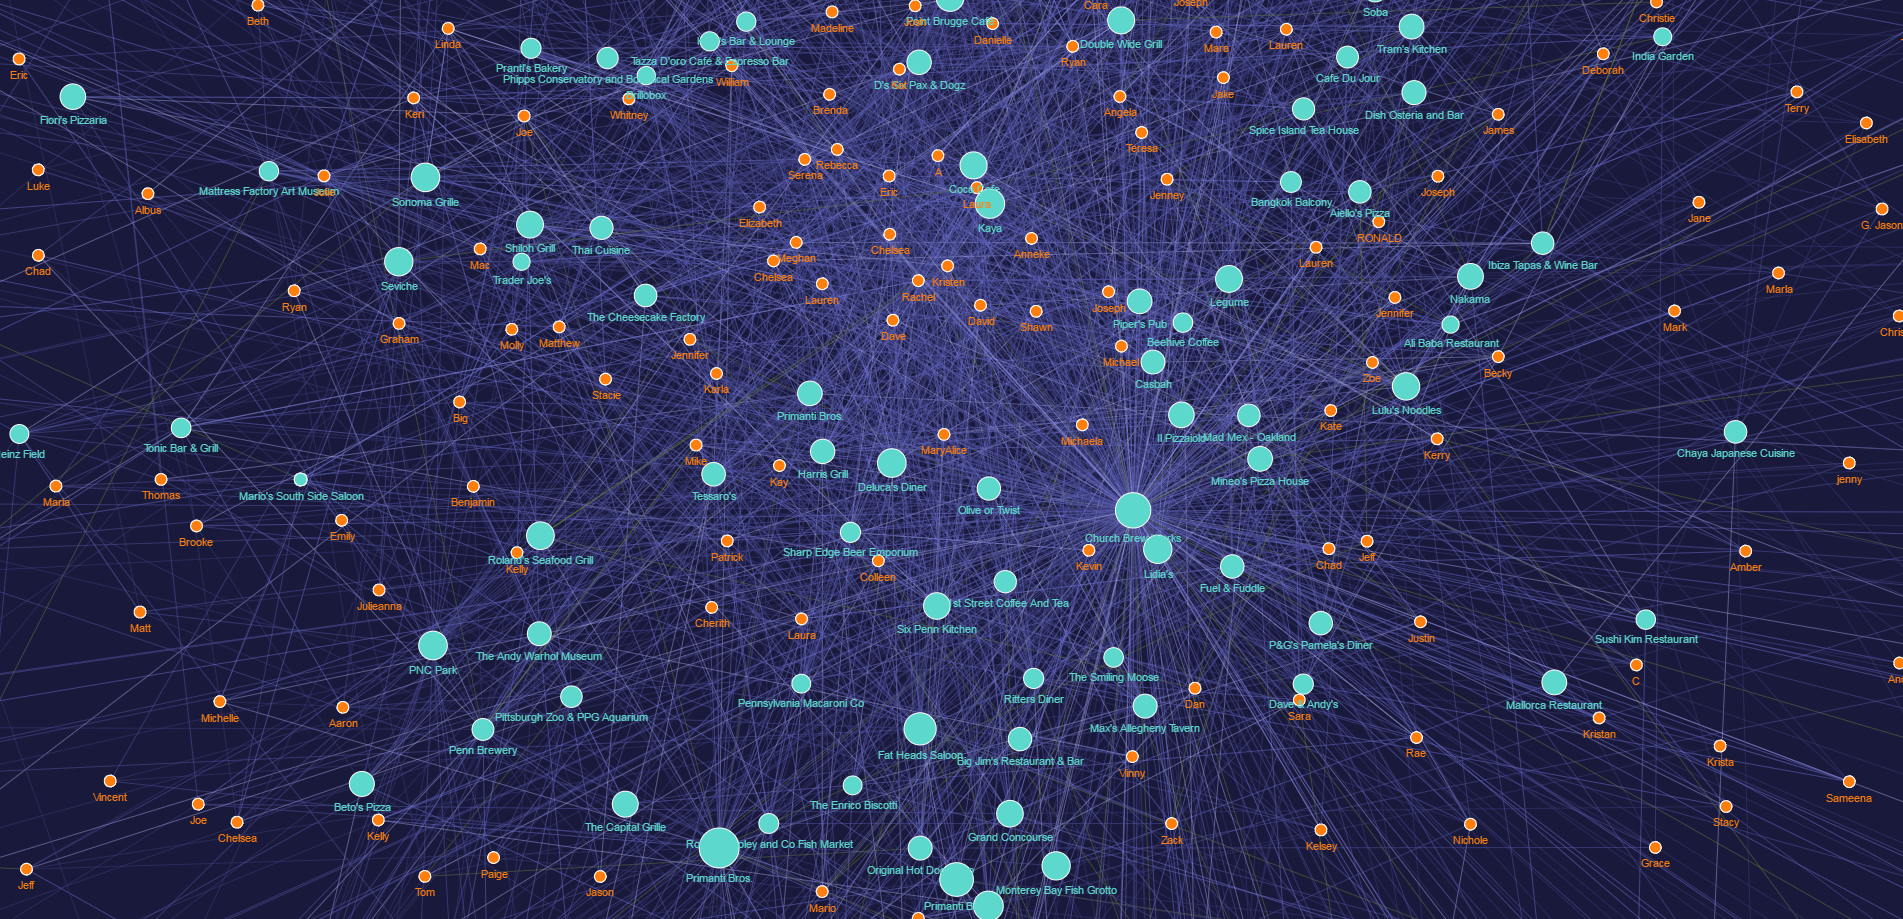 Beth
Linda
Madeline
Point Brugge Café
Danielle
Cara
Joseph
Double Wide Grill
Ryan
Mara
Lauren
Soba
Tram's Kitchen
Christie
India Garden
Deborah
Eric
Prantl's Bakery
Bar & Lounge
Tazza D'oro Café & Espresso Bar
Phipps Conservatory and Botanical Gardens
William
Brillobox
Whitney
D's Six Pax & Dogz
Cafe Du Jour
Jake
Terry
Fiori's Pizzaria
Keri
Joe
Brenda
Angela
Spice Island Tea House
Dish Osteria and Bar
James
Elisabeth
Teresa
Luke
Mattress Factory Art Museum
Julie
Sonoma Grille
Serena
Rebecca
Eric
A
Coca Cafe
Laura
Kaya
Jenney
Bangkok Balcony
Aiello's Pizza
Joseph
RONALD
Albus
Jane
G. Jason
Elizabeth
Shiloh Grill
Thai Cuisine
Mac
Trader Joe's
Chelsea
Meghan
Chelsea
Anneke
Lauren
Ibiza Tapas & Wine Bar
Chad
Seviche
Ryan
The Cheesecake Factory
Lauren
Rachel
Kristen
David
Shawn
Joseph
Piper's Pub
Legume
Nakama
Jennifer
Marla
Mark
Chris
Graham
Molly
Matthew
Jennifer
Dave
Beehive Coffee
Michael
Casbah
Ali Baba Restaurant
Zoe
Becky
Stacie
Karla
Big
Primanti Bros.
Lulu's Noodles
Il Pizzaiolo
Mad Mex - Oakland
Kate
Michaela
MaryAlice
Kerry
einz Field
Tonic Bar & Grill
Mike
Kay
Harris Grill
Deluca's Diner
Tessaro's
Mineo's Pizza House
Chaya Japanese Cuisine
jenny
Marla
Thomas
Mario's South Side Saloon
Benjamin
Olive or Twist
Brooke
Emily
Roland's Seafood Grill
Kelly
Patrick
Sharp Edge Beer Emporium
Colleen
Church Brew Works
Kevin
Lidia's
Fuel & Fuddle
Chad
Jeff
Amber
Julieanna
Matt
Cherith
Laura
st Street Coffee And Tea
Six Penn Kitchen
P&G's Pamela's Diner
Justin
Sushi Kim Restaurant
C
PNC Park
The Andy Warhol Museum
The Smiling Moose
Ritters Diner
Dan
Dave & Andy's
Sara
Mallorca Restaurant
Kristan
Michelle
Aaron
Pittsburgh Zoo & PPG Aquarium
Pennsylvania Macaroni Co
Max's Allegheny Tavern
Penn Brewery
Fat Heads Saloon
Big Jim's Restaurant & Bar
Vinny
Rae
Krista
Sameena
Vincent
Joe
Chelsea
Beto's Pizza
Kelly
The Capital Grille
The Enrico Biscotti
Grand Concourse
Zack
Kelsey
Nichole
Stacy
Grace
Jeff
Tom
Paige
Jason
Primanti Bros.
and Co Fish Market
Original Hot Dog
Mario
Primanti B
Monterey Bay Fish Grotto